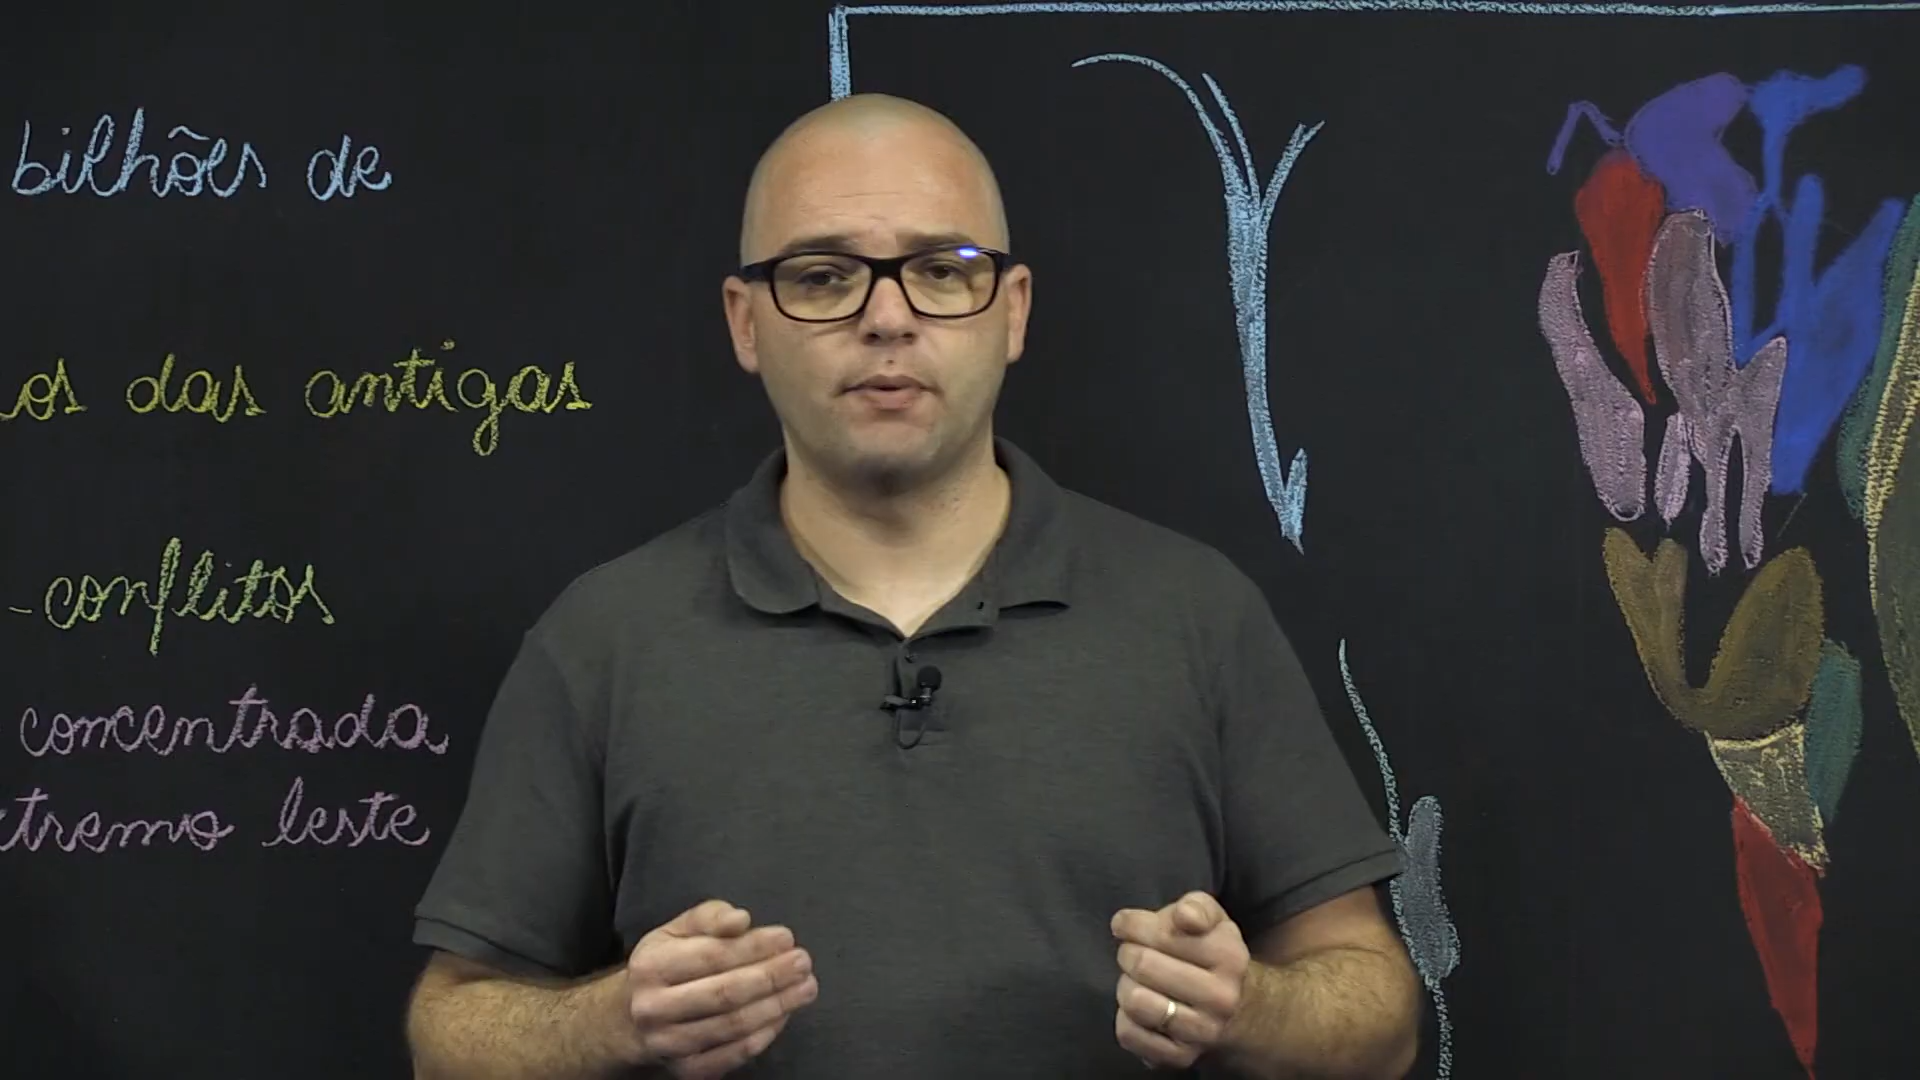 bilhões de
os das antigas
-conflitos
concentrada
tremo leste